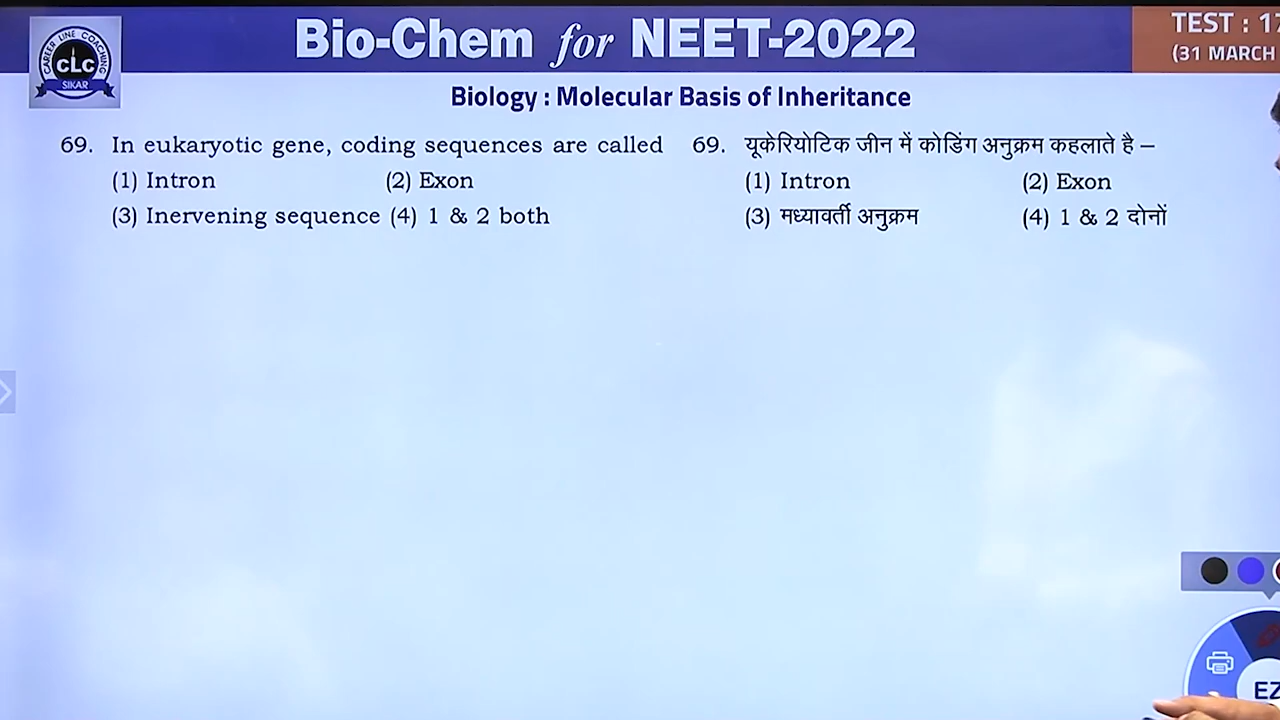 CAREER LINE COACHING
CLC
SIKAR
Bio-Chem for NEET-2022
TEST : 17
(31 MARCH
Biology : Molecular Basis of Inheritance
69. In eukaryotic gene, coding sequences are called
(1) Intron (2) Exon
(3) Inervening sequence (4) 1 & 2 both
69. यूकेरियोटिक जीन में कोडिंग अनुक्रम कहलाते है –
(1) Intron (2) Exon
(3) मध्यावर्ती अनुक्रम (4) 1 & 2 दोनों
EZ